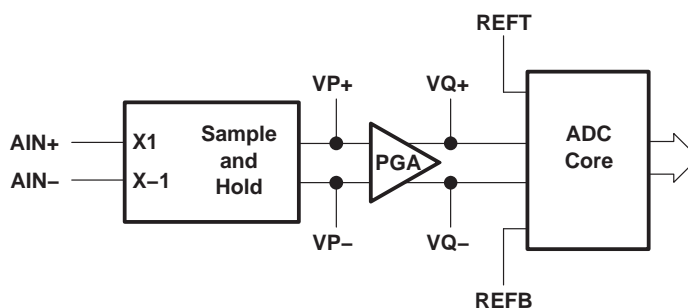 REFT
VP+
VQ+
AIN+
X1
Sample
and
Hold
PGA
ADC
Core
AIN−
X−1
VP−
VQ−
REFB